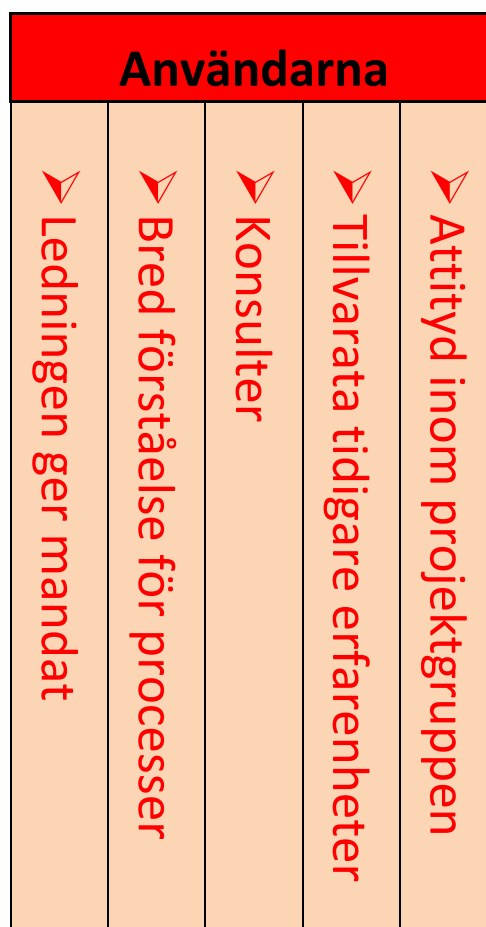 Användarna
Ledningen ger mandat
Bred förståelse för processer
Konsulter
Tillvarata tidigare erfarenheter
Attityd inom projektgruppen